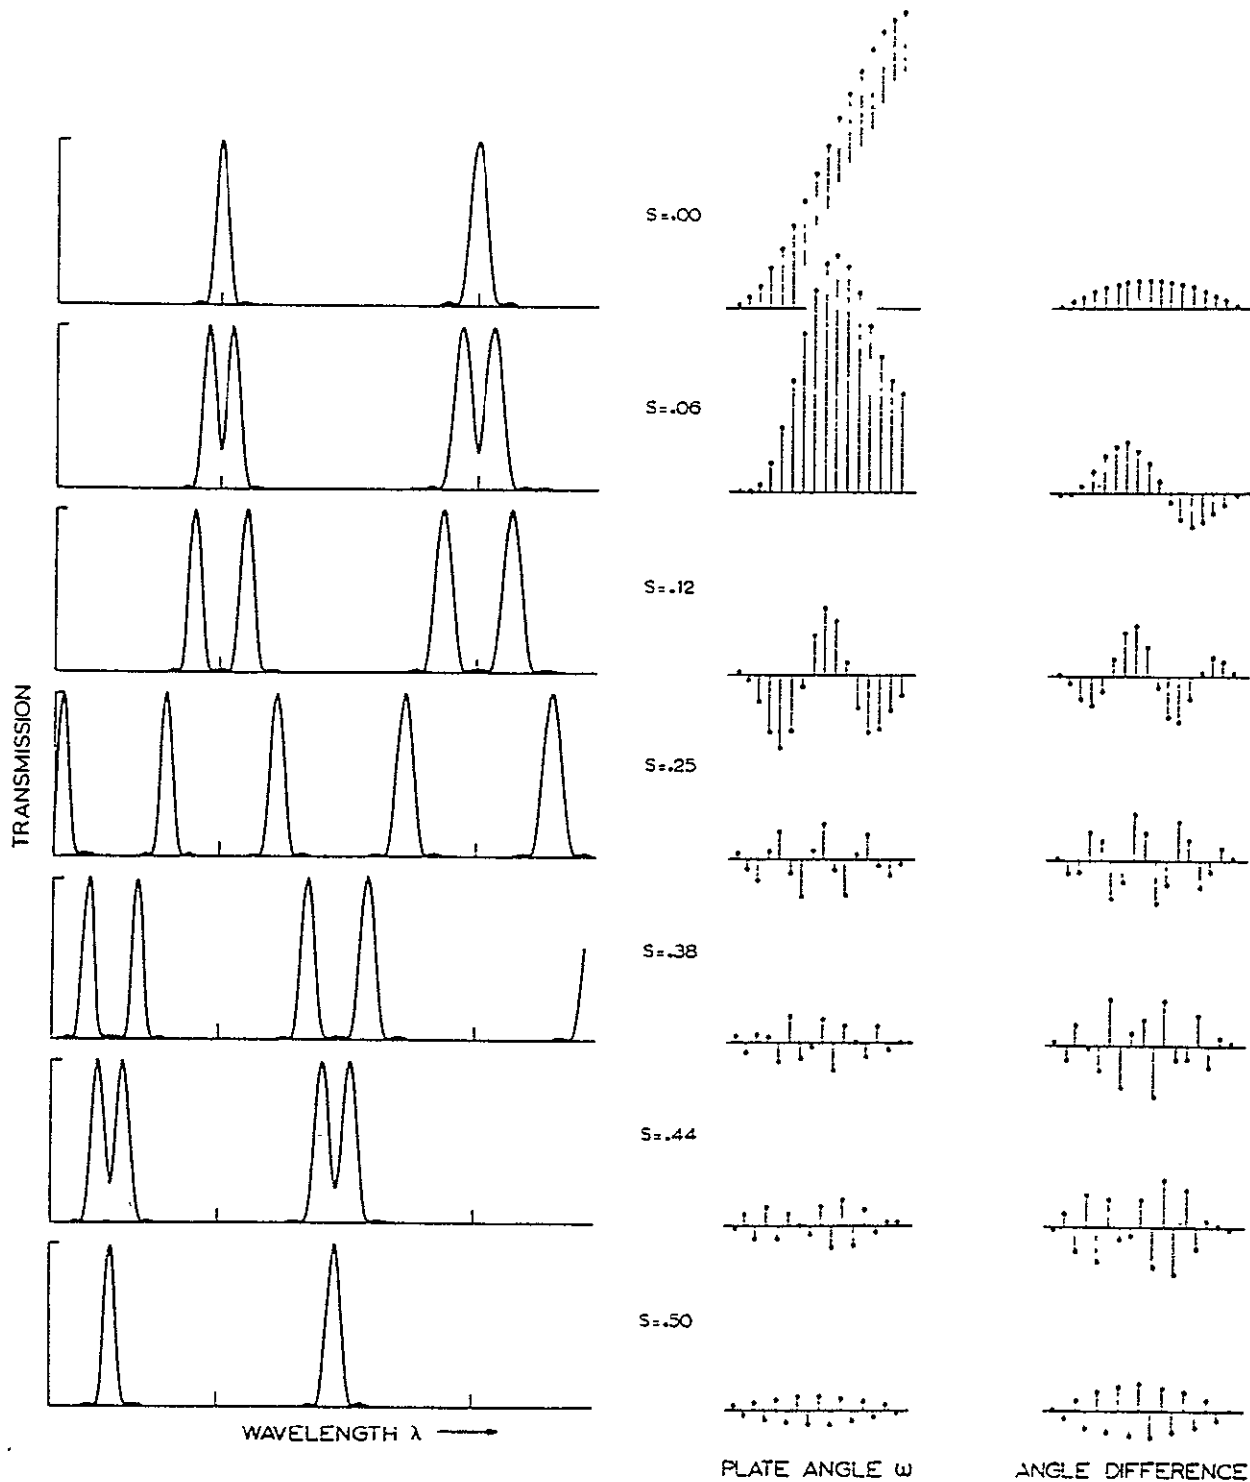 S=.00
S=.06
S=.12
S=.25
S=.38
S=.44
S=.50
TRANSMISSION
WAVELENGTH λ
PLATE ANGLE ω
ANGLE DIFFERENCE